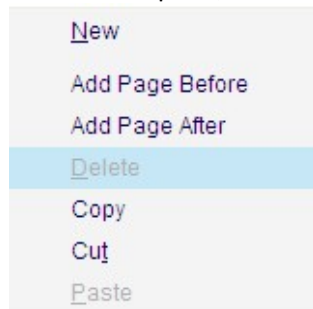 New
Add Page Before
Add Page After
Delete
Copy
Cut
Paste